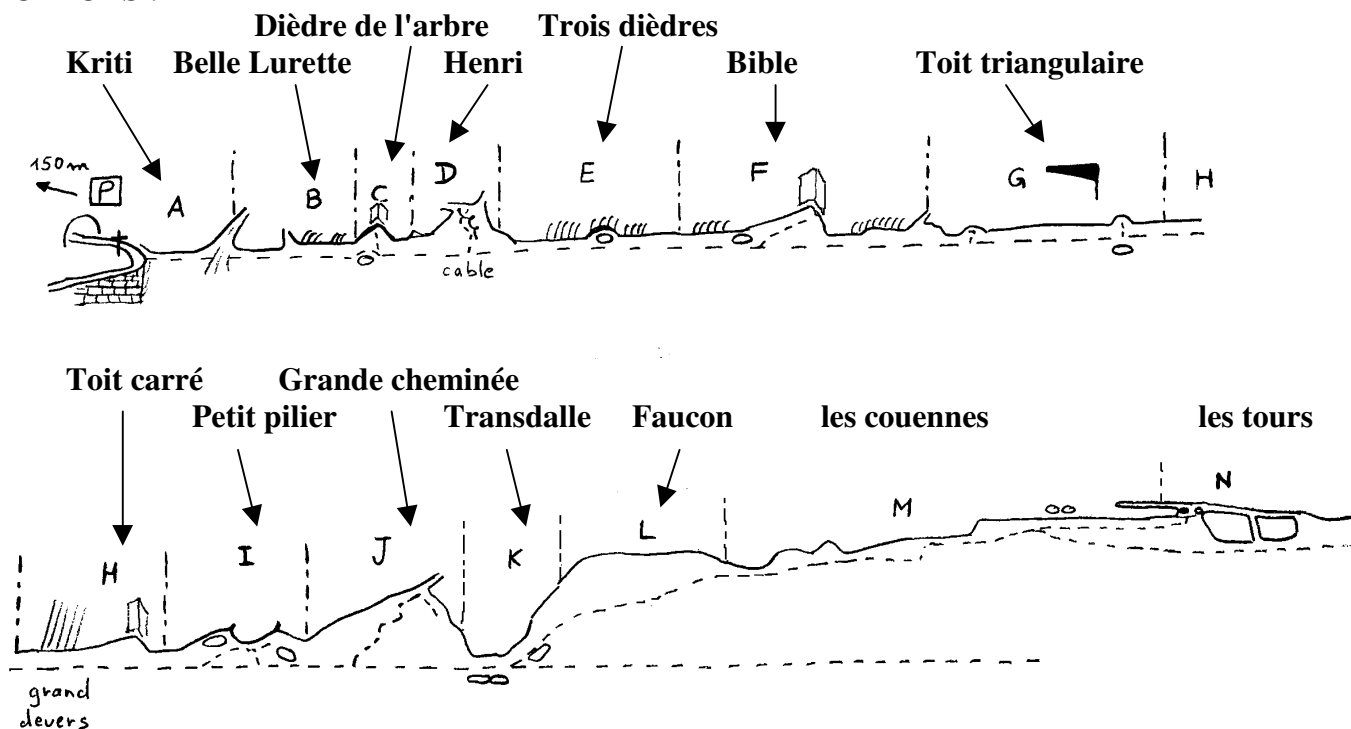 Dièdre de l'arbre Trois dièdres
Kriti Belle Lurette Henri Bible Toit triangulaire
150m
P
A B C D E F G H
cable
Toit carré Grande cheminée
Petit pilier Transdalle Faucon les couennes les tours
H I J K L M N
grand
devers